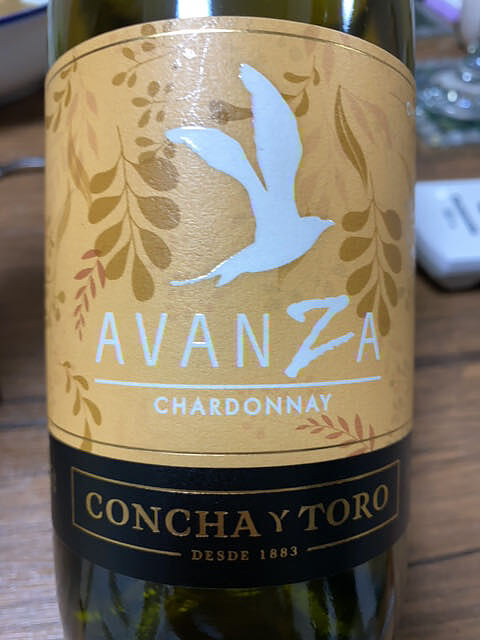 AVANZA
CHARDONNAY
CONCHA Y TORO
DESDE 1883